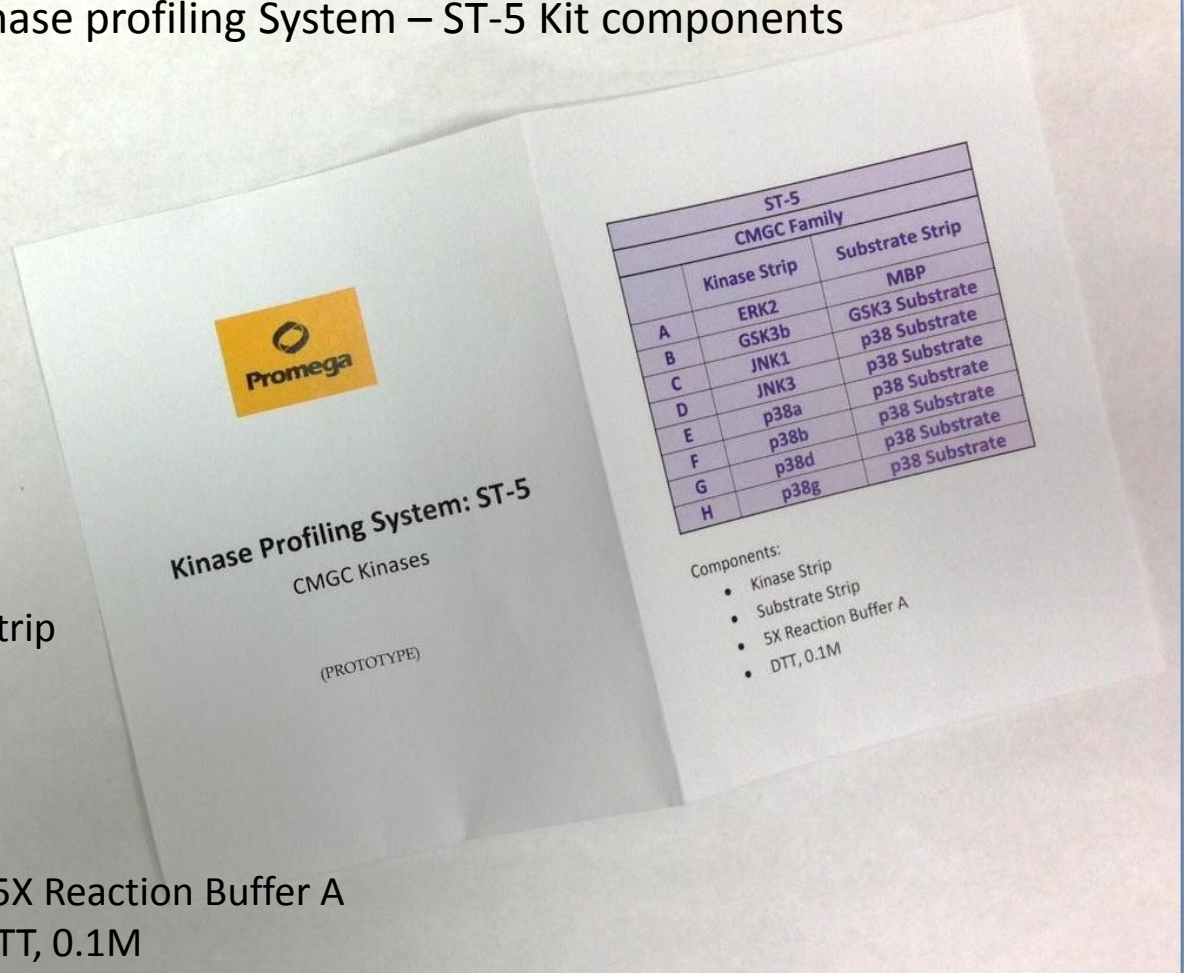 nase profiling System – ST-5 Kit components
Promega
Kinase Profiling System: ST-5
CMGC Kinases
(PROTOTYPE)
ST-5
CMGC Family
Kinase Strip Substrate Strip
A ERK2 MBP
B GSK3b GSK3 Substrate
C JNK1 p38 Substrate
D JNK3 p38 Substrate
E p38a p38 Substrate
F p38b p38 Substrate
G p38d p38 Substrate
H p38g p38 Substrate
Components:
• Kinase Strip
• Substrate Strip
• 5X Reaction Buffer A
• DTT, 0.1M
trip
5X Reaction Buffer A
TT, 0.1M